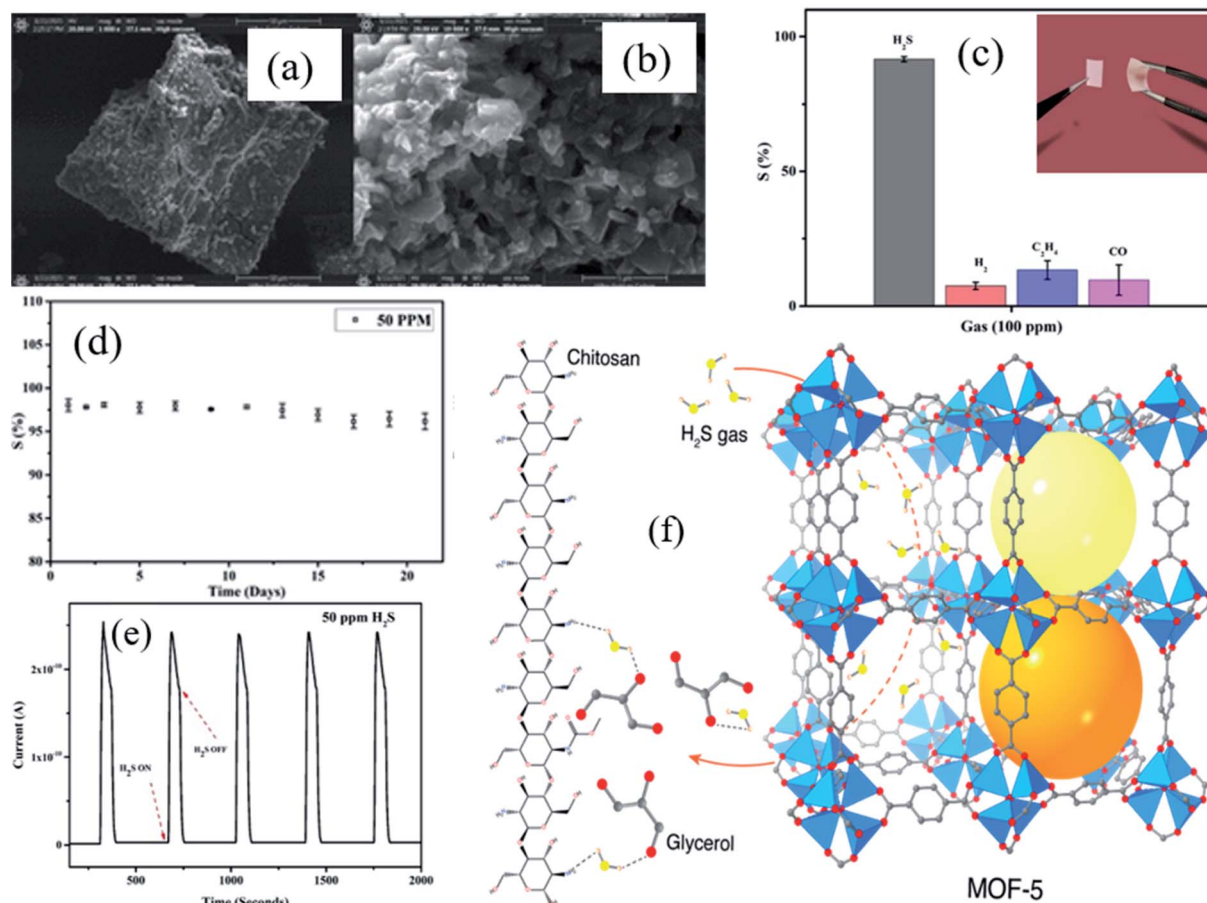 (a)
(b)
(c)
H₂S
H₂
C₂H₄
CO
100
50
0
S (%)
Gas (100 ppm)
(d)
50 PPM
110
105
100
95
90
85
80
S (%)
0 5 10 15 20
Time (Days)
(e)
50 ppm H₂S
2x10⁻¹⁰
0
Current (A)
H₂S ON
H₂S OFF
500 1000 1500 2000
Time (Seconds)
(f)
Chitosan
H₂S gas
Glycerol
MOF-5